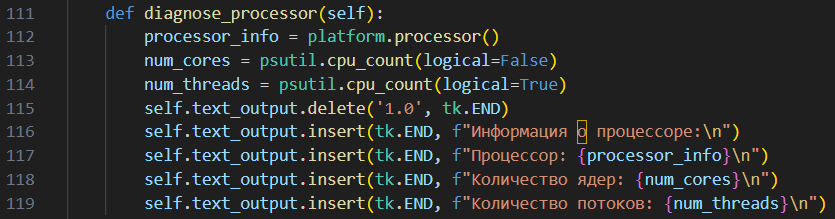 111 def diagnose_processor(self):
112 processor_info = platform.processor()
113 num_cores = psutil.cpu_count(logical=False)
114 num_threads = psutil.cpu_count(logical=True)
115 self.text_output.delete('1.0', tk.END)
116 self.text_output.insert(tk.END, f"Информация о процессоре:\n")
117 self.text_output.insert(tk.END, f"Процессор: {processor_info}\n")
118 self.text_output.insert(tk.END, f"Количество ядер: {num_cores}\n")
119 self.text_output.insert(tk.END, f"Количество потоков: {num_threads}\n")